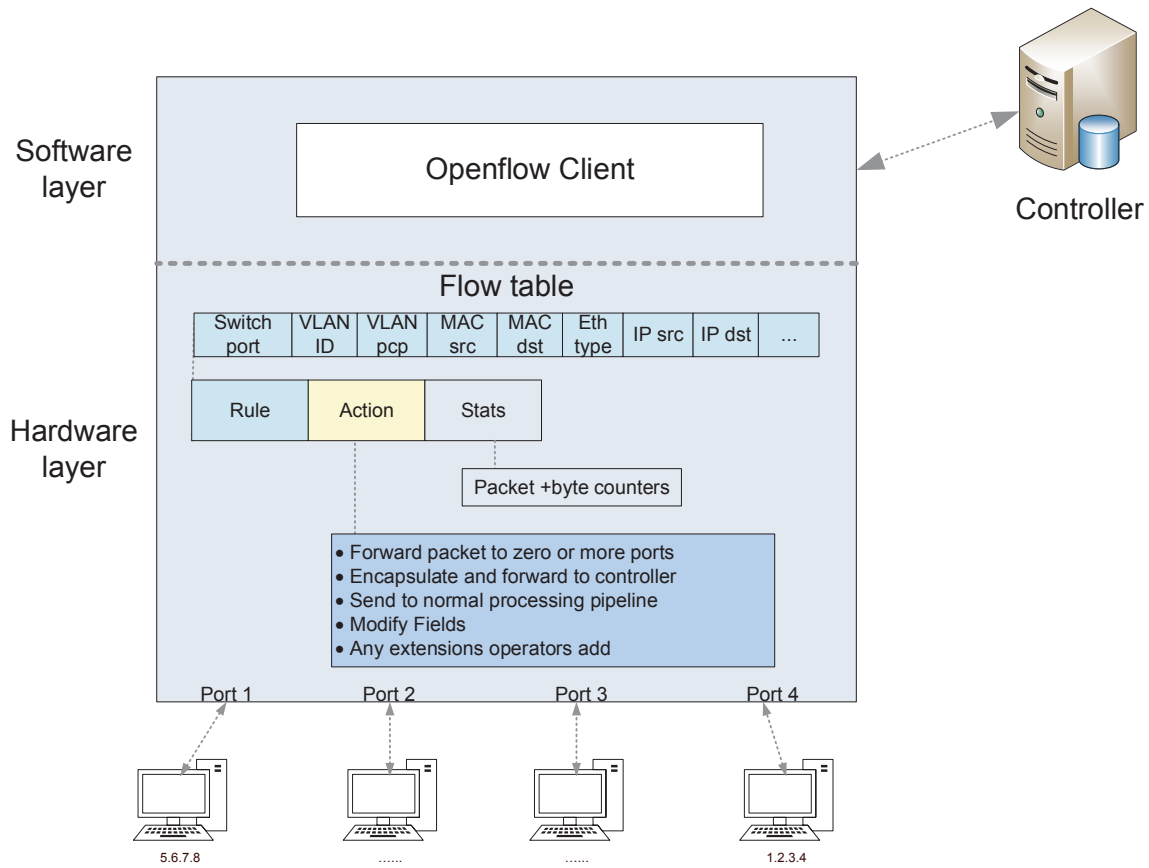 Software
layer
Openflow Client
Controller
Flow table
Switch
port
VLAN
ID
VLAN
pcp
MAC
src
MAC
dst
Eth
type
IP src
IP dst
...
Hardware
layer
Rule
Action
Stats
Packet +byte counters
• Forward packet to zero or more ports
• Encapsulate and forward to controller
• Send to normal processing pipeline
• Modify Fields
• Any extensions operators add
Port 1
Port 2
Port 3
Port 4
5.6.7.8
......
......
1.2.3.4